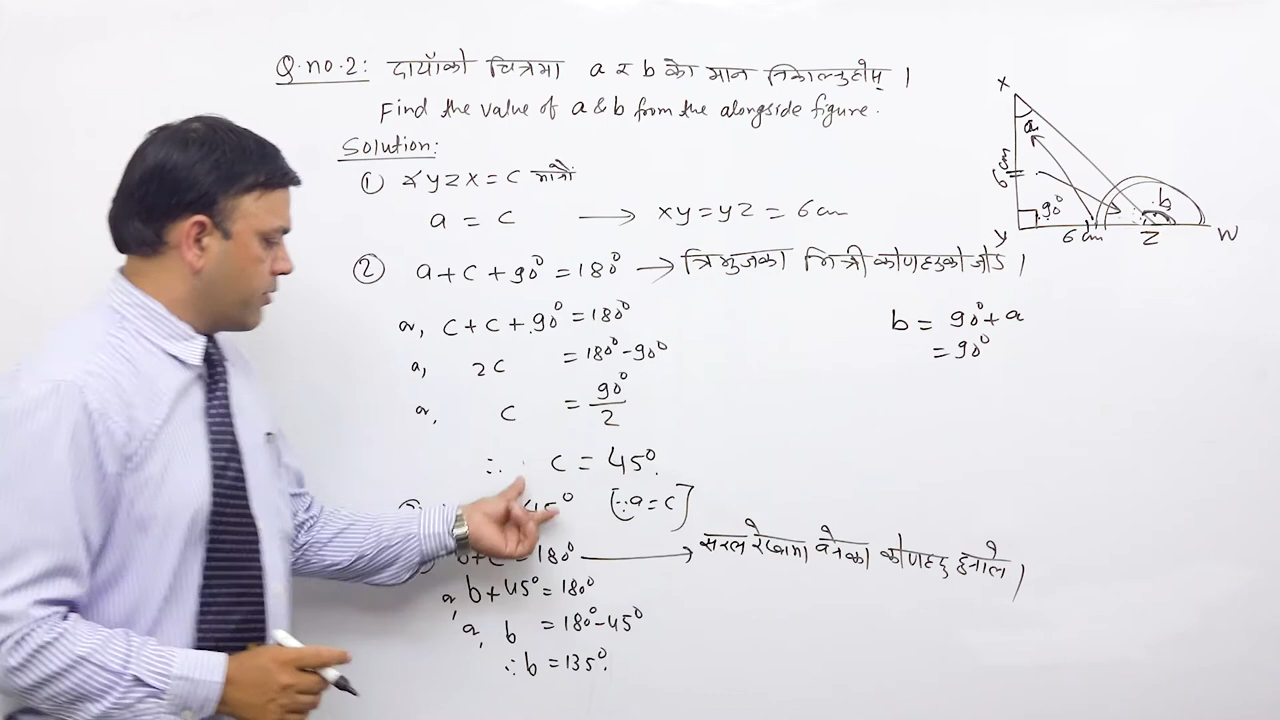 Q.no.2: दायाँको चित्रमा a र b को मान निकाल्नुहोस् ।
Find the value of a & b from the alongside figure.
Solution:
① ∡YZX = C मानौं
a = c → XY = YZ = 6 cm
② a + c + 90° = 180° → त्रिभुजका भित्री कोणहरुको जोड ।
or, c + c + 90° = 180°
or, 2c = 180° - 90°
or, c = 90°/2
∴ c = 45°.
45° [∵ a = c]
b + c = 180° → सरल रेखामा बनेका कोणहरु हुनाले ।
or, b + 45° = 180°
or, b = 180° - 45°
∴ b = 135°.
b = 90° + a
= 90°
X
a
6 cm
90°
b
Y
6 cm
Z
W